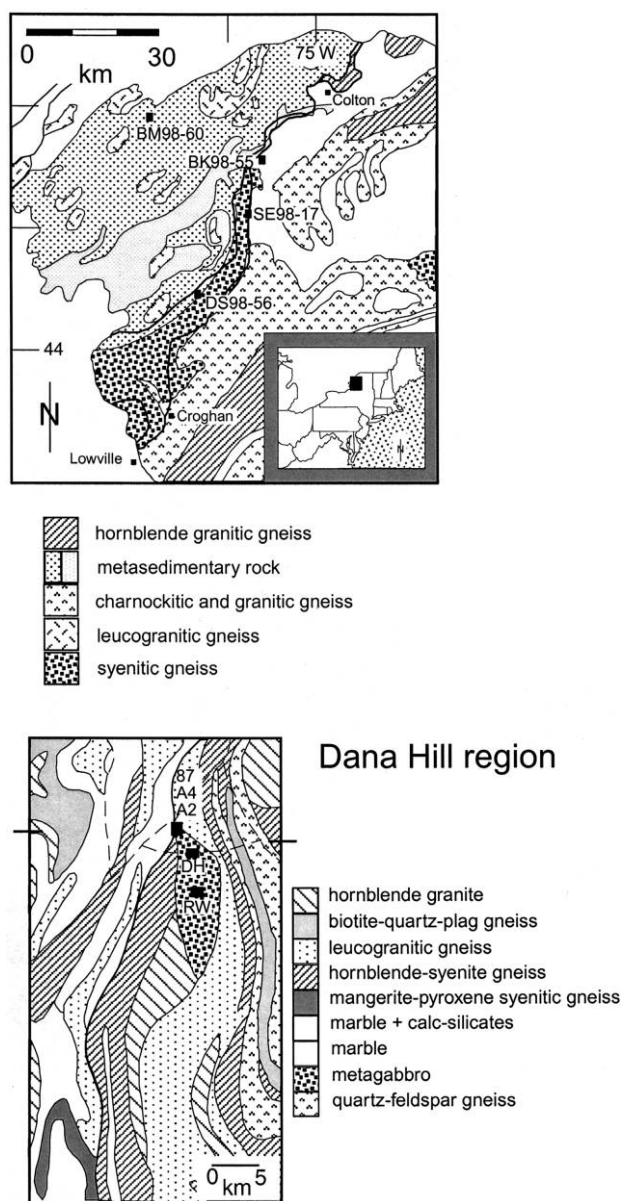 0 30
km
75 W
Colton
BM98-60
BK98-55
SE98-17
DS98-56
44
N
Croghan
Lowville
N
hornblende granitic gneiss
metasedimentary rock
charnockitic and granitic gneiss
leucogranitic gneiss
syenitic gneiss
Dana Hill region
87
A4
A2
DH
RW
0 5
km
hornblende granite
biotite-quartz-plag gneiss
leucogranitic gneiss
hornblende-syenite gneiss
mangerite-pyroxene syenitic gneiss
marble + calc-silicates
marble
metagabbro
quartz-feldspar gneiss